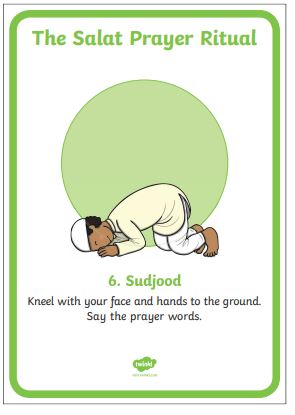 The Salat Prayer Ritual
6. Sudjood
Kneel with your face and hands to the ground.
Say the prayer words.
twinkl